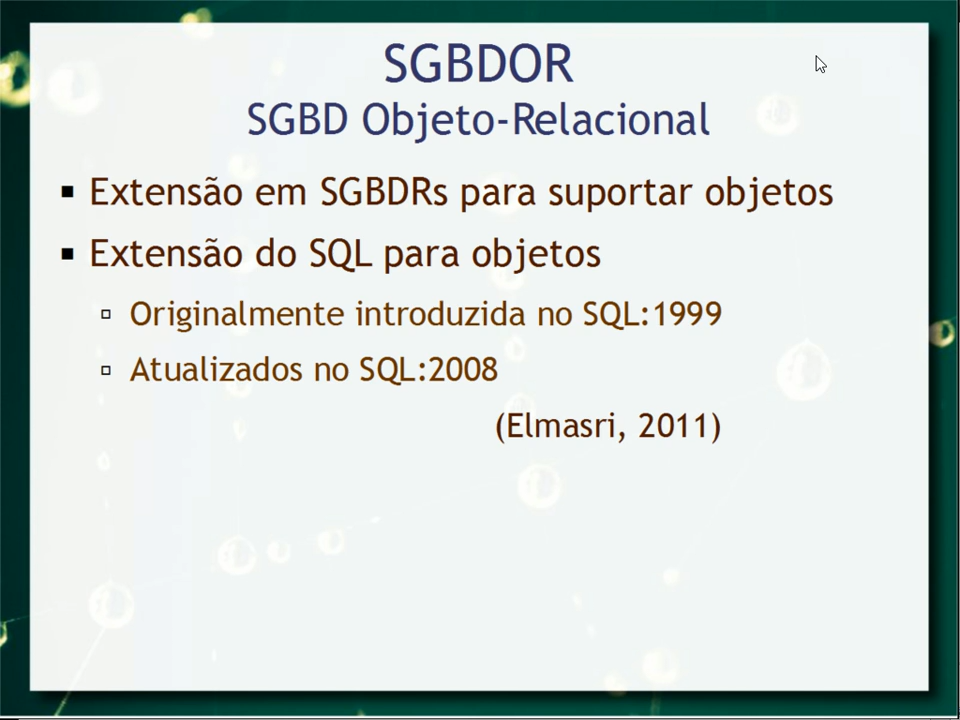 SGBDOR
SGBD Objeto-Relacional
Extensão em SGBDRs para suportar objetos
Extensão do SQL para objetos
Originalmente introduzida no SQL:1999
Atualizados no SQL:2008
(Elmasri, 2011)